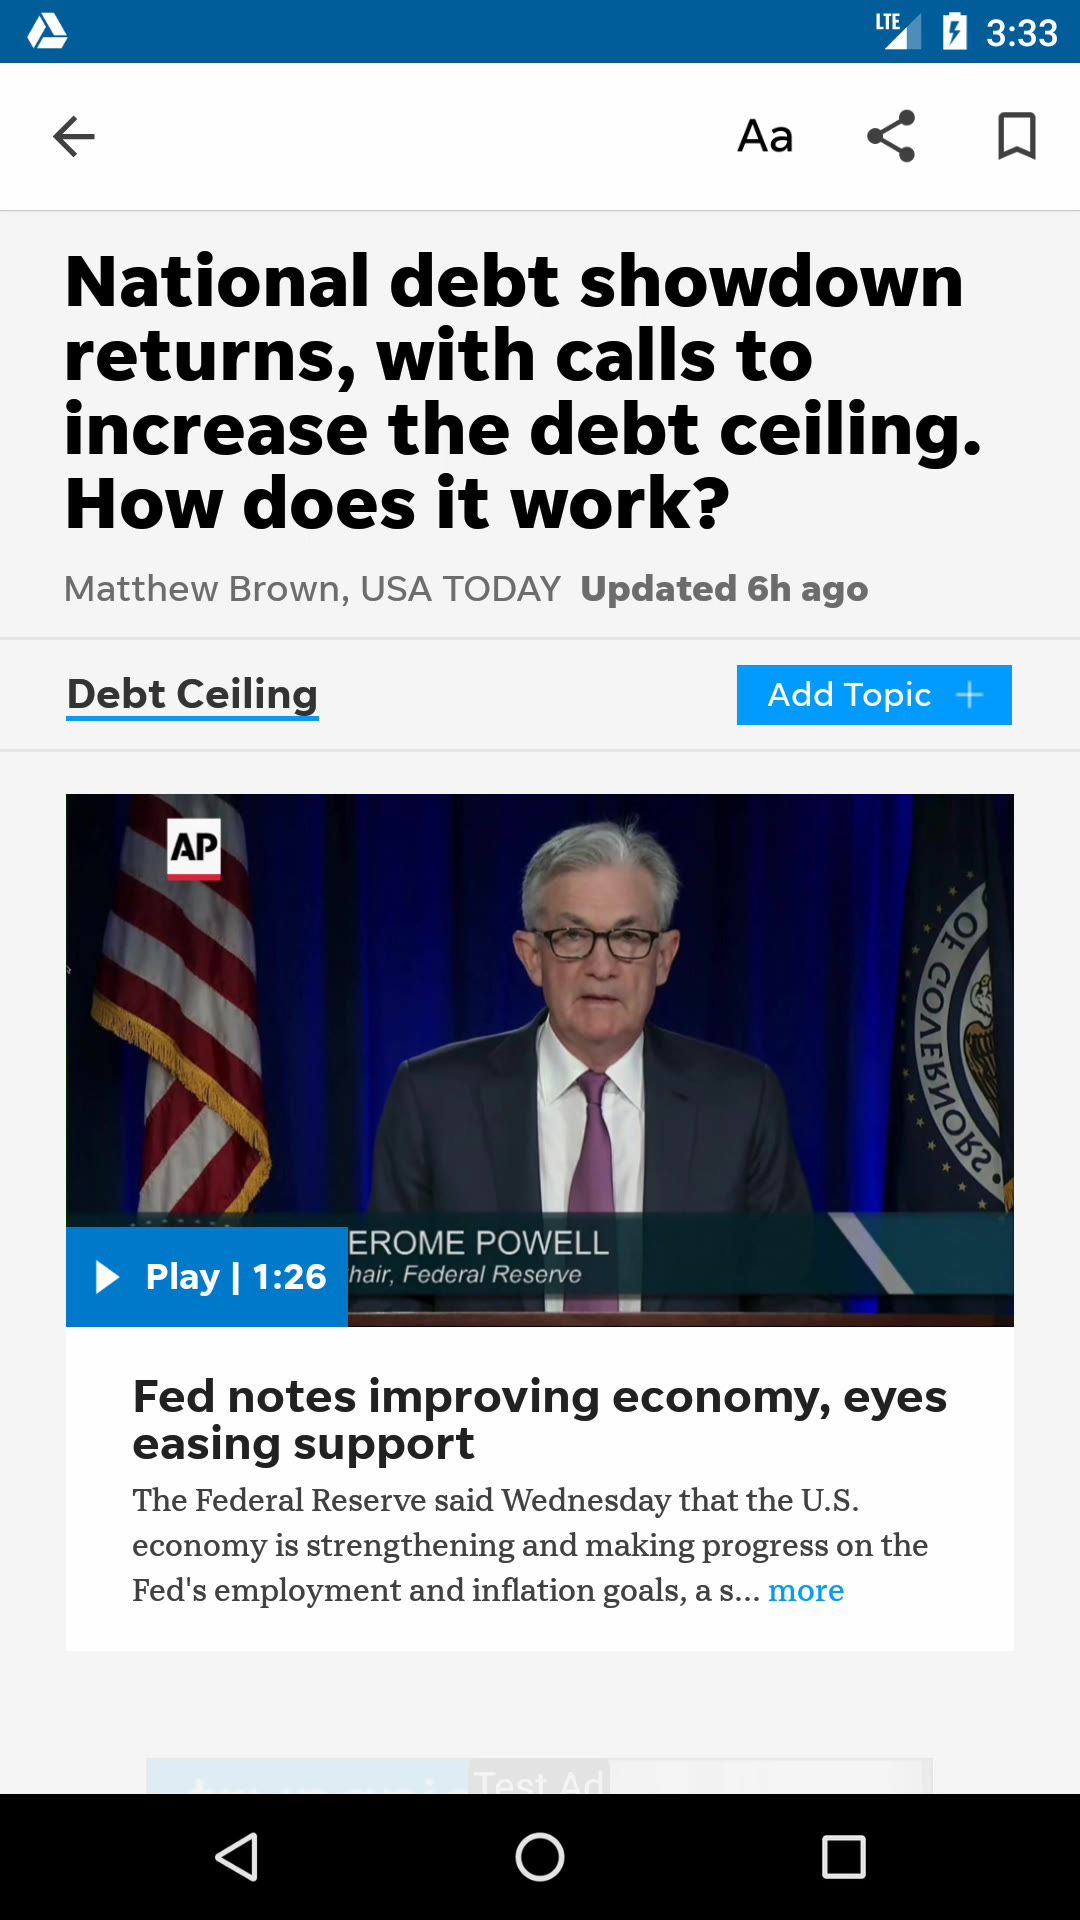 LTE 3:33
Aa
National debt showdown
returns, with calls to
increase the debt ceiling.
How does it work?
Matthew Brown, USA TODAY Updated 6h ago
Debt Ceiling
Add Topic +
AP
OF GOVERNORS
EROME POWELL
hair, Federal Reserve
Play | 1:26
Fed notes improving economy, eyes
easing support
The Federal Reserve said Wednesday that the U.S.
economy is strengthening and making progress on the
Fed's employment and inflation goals, a s... more
Test Ad